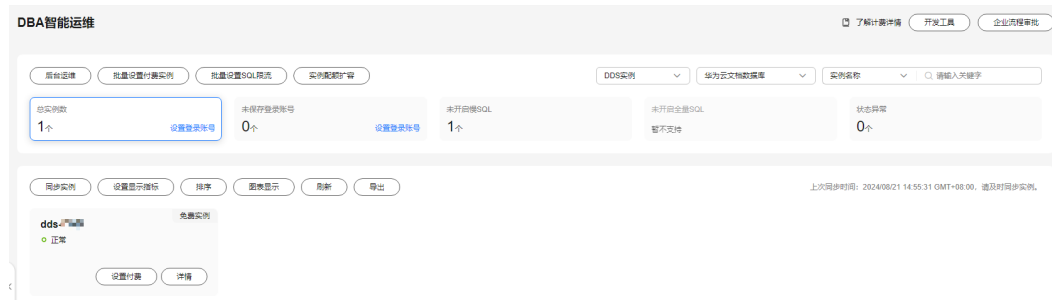 DBA智能运维
了解计费详情 开发工具 企业流程审批
后台运维 批量设置付费实例 批量设置SQL限流 实例配额扩容 DDS实例 华为云文档数据库 实例名称 请输入关键字
总实例数 未保存登录账号 未开启慢SQL 未开启全量SQL 状态异常
1个 设置登录账号 0个 设置登录账号 1个 暂不支持 0个
同步实例 设置显示指标 排序 图表显示 刷新 导出 上次同步时间：2024/08/21 14:55:31 GMT+08:00，请及时同步实例。
免费实例
dds-
正常
设置付费 详情